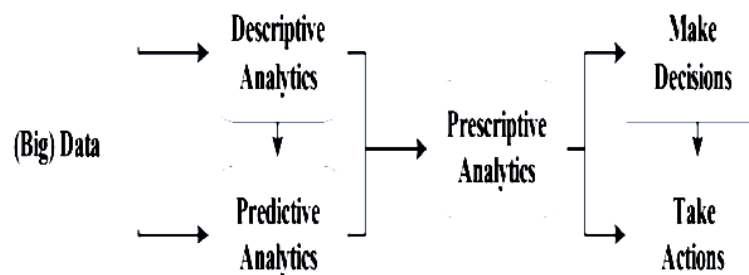 (Big) Data
Descriptive
Analytics
Predictive
Analytics
Prescriptive
Analytics
Make
Decisions
Take
Actions